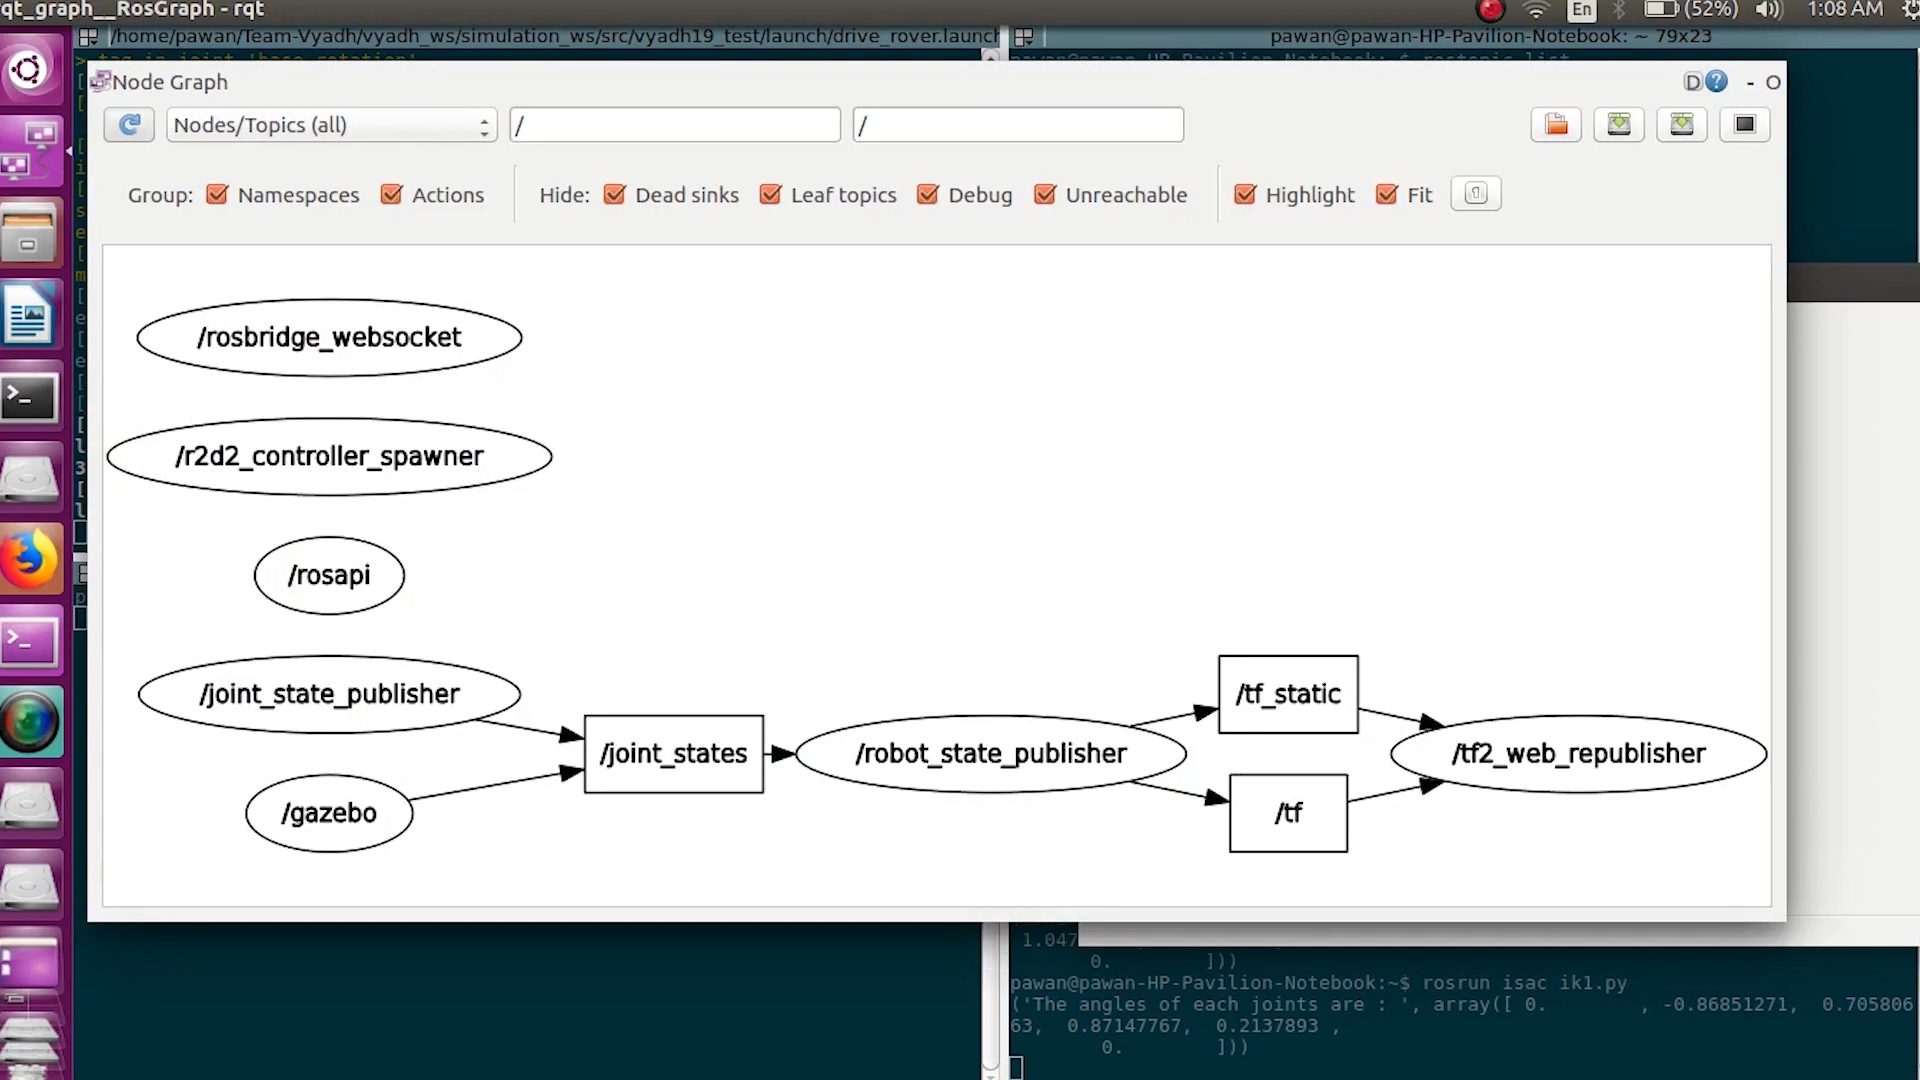 rqt_graph__RosGraph - rqt
En
(52%)
1:08 AM
/home/pawan/Team-Vyadh/vyadh_ws/simulation_ws/src/vyadh19_test/launch/drive_rover.launch
pawan@pawan-HP-Pavilion-Notebook: ~ 79x23
Node Graph
D
?
- O
Nodes/Topics (all)
/
/
Group:
Namespaces
Actions
Hide:
Dead sinks
Leaf topics
Debug
Unreachable
Highlight
Fit
/rosbridge_websocket
/r2d2_controller_spawner
/rosapi
/joint_state_publisher
/gazebo
/joint_states
/robot_state_publisher
/tf_static
/tf
/tf2_web_republisher
1.047
0. ]))
pawan@pawan-HP-Pavilion-Notebook:~$ rosrun isac ik1.py
('The angles of each joints are : ', array([ 0. , -0.86851271, 0.705806
63, 0.87147767, 0.2137893 ,
0. ]))